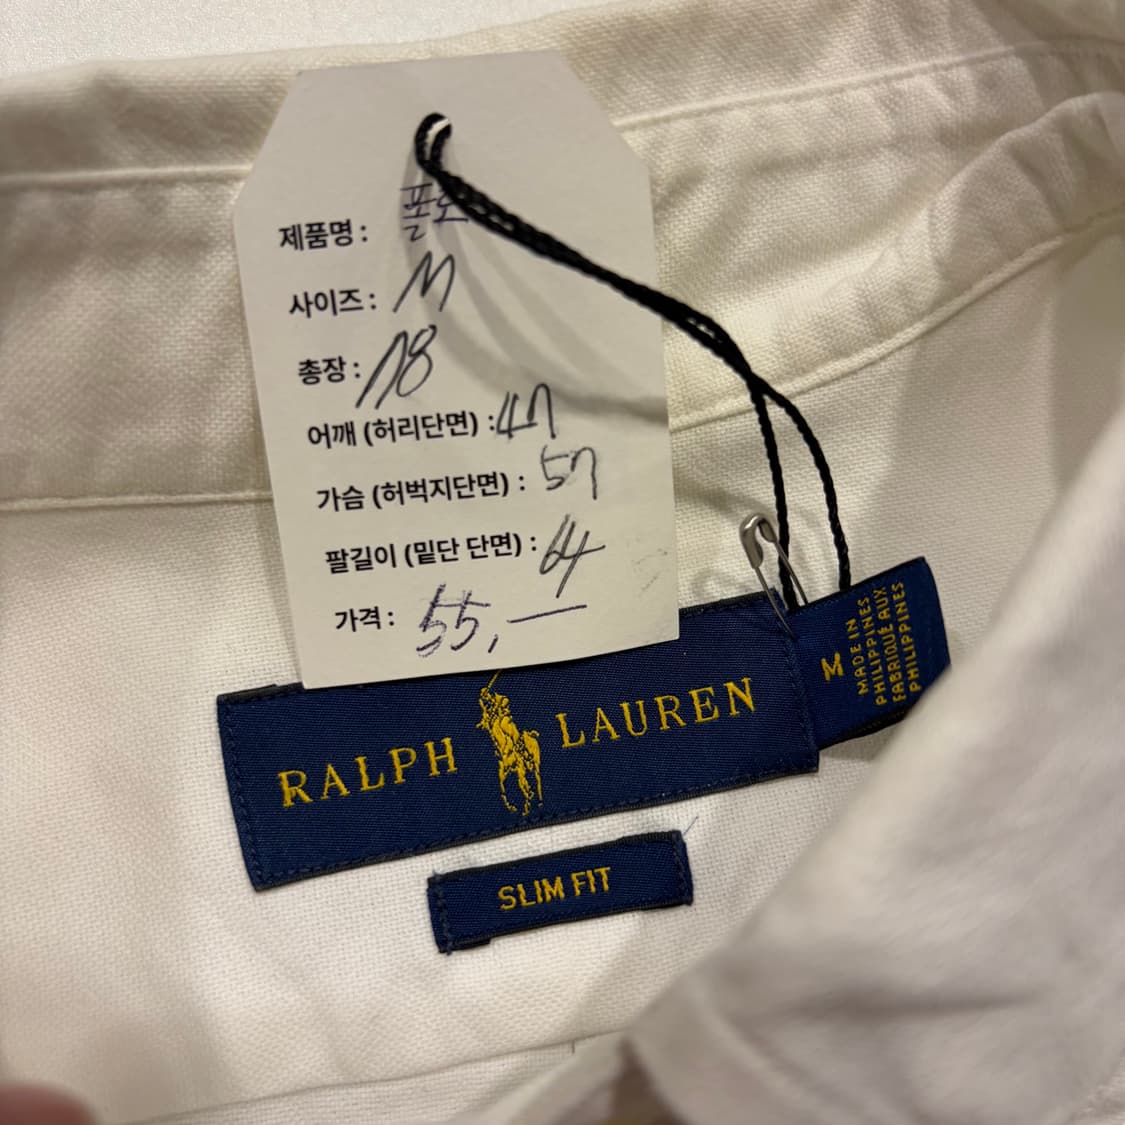 제품명 : 폴로
사이즈 : M
총장 : 78
어깨 (허리단면) : 47
가슴 (허벅지단면) : 57
팔길이 (밑단 단면) : 64
가격 : 55,—
RALPH LAUREN
M
MADE IN
PHILIPPINES
FABRIQUÉ AUX
PHILIPPINES
SLIM FIT